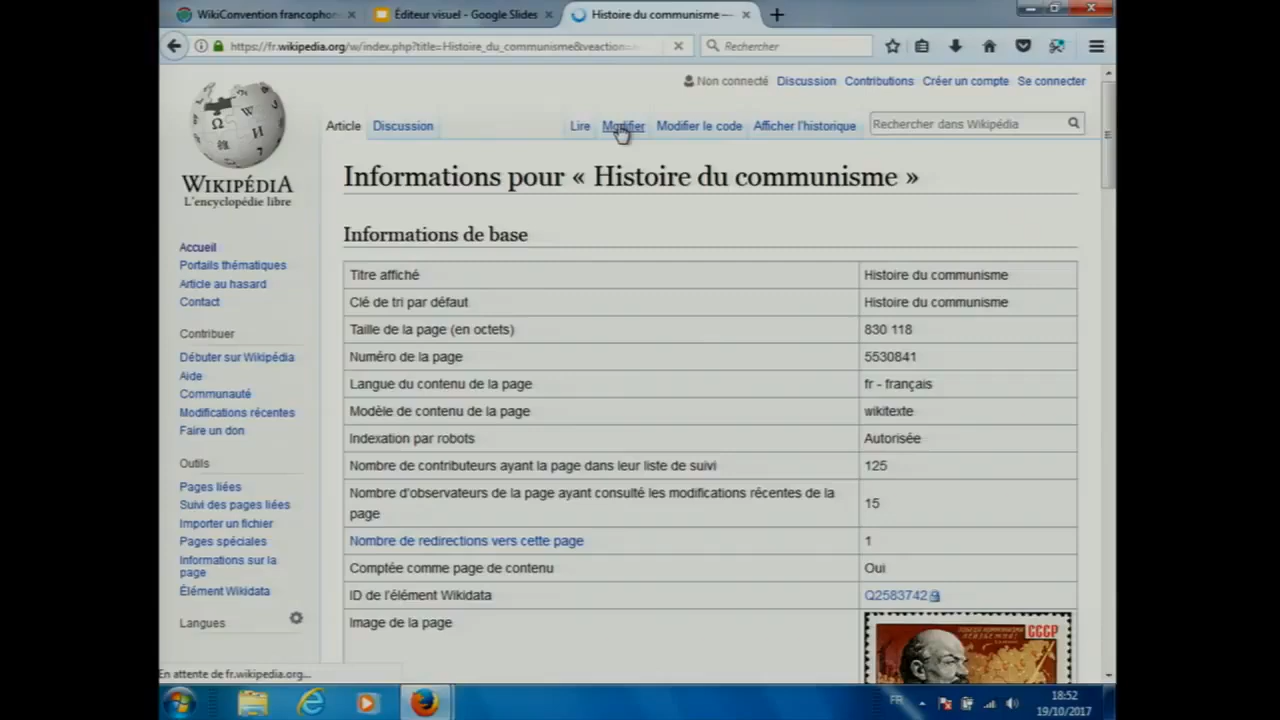 WikiConvention francophon
Éditeur visuel - Google Slides
Histoire du communisme —
https://fr.wikipedia.org/w/index.php?title=Histoire_du_communisme&veaction=
Rechercher
Non connecté Discussion Contributions Créer un compte Se connecter
Article Discussion Lire Modifier Modifier le code Afficher l'historique Rechercher dans Wikipédia
WIKIPÉDIA
L'encyclopédie libre
Accueil
Portails thématiques
Article au hasard
Contact
Contribuer
Débuter sur Wikipédia
Aide
Communauté
Modifications récentes
Faire un don
Outils
Pages liées
Suivi des pages liées
Importer un fichier
Pages spéciales
Informations sur la
page
Élément Wikidata
Langues
Informations pour « Histoire du communisme »
Informations de base
Titre affiché Histoire du communisme
Clé de tri par défaut Histoire du communisme
Taille de la page (en octets) 830 118
Numéro de la page 5530841
Langue du contenu de la page fr - français
Modèle de contenu de la page wikitexte
Indexation par robots Autorisée
Nombre de contributeurs ayant la page dans leur liste de suivi 125
Nombre d'observateurs de la page ayant consulté les modifications récentes de la
page 15
Nombre de redirections vers cette page 1
Comptée comme page de contenu Oui
ID de l'élément Wikidata Q2583742
Image de la page
СССР
En attente de fr.wikipedia.org...
FR
18:52
19/10/2017